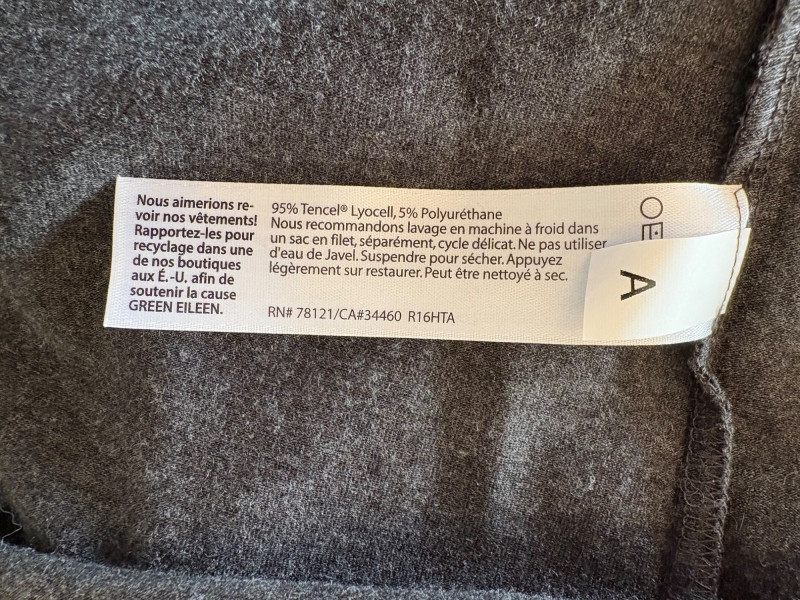 Nous aimerions re-
voir nos vêtements!
Rapportez-les pour
recyclage dans une
de nos boutiques
aux É.-U. afin de
soutenir la cause
GREEN EILEEN.
95% Tencel® Lyocell, 5% Polyuréthane
Nous recommandons lavage en machine à froid dans
un sac en filet, séparément, cycle délicat. Ne pas utiliser
d'eau de Javel. Suspendre pour sécher. Appuyez
légèrement sur restaurer. Peut être nettoyé à sec.
RN# 78121/CA#34460 R16HTA
A